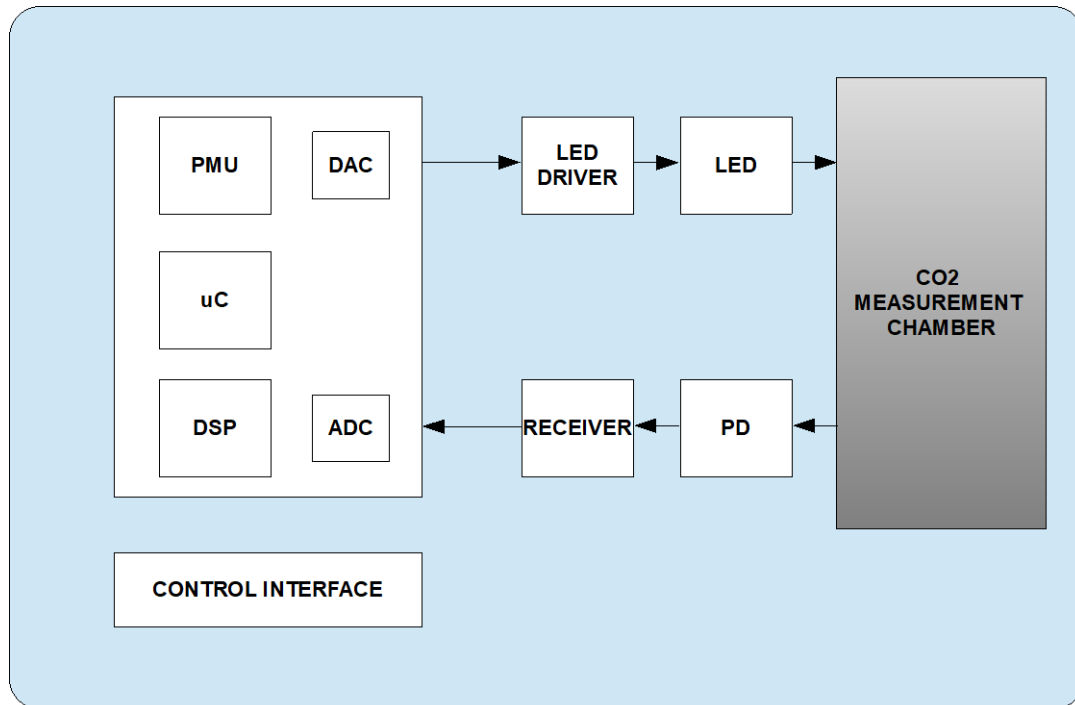 PMU
DAC
LED
DRIVER
LED
uC
CO2
MEASUREMENT
CHAMBER
DSP
ADC
RECEIVER
PD
CONTROL INTERFACE